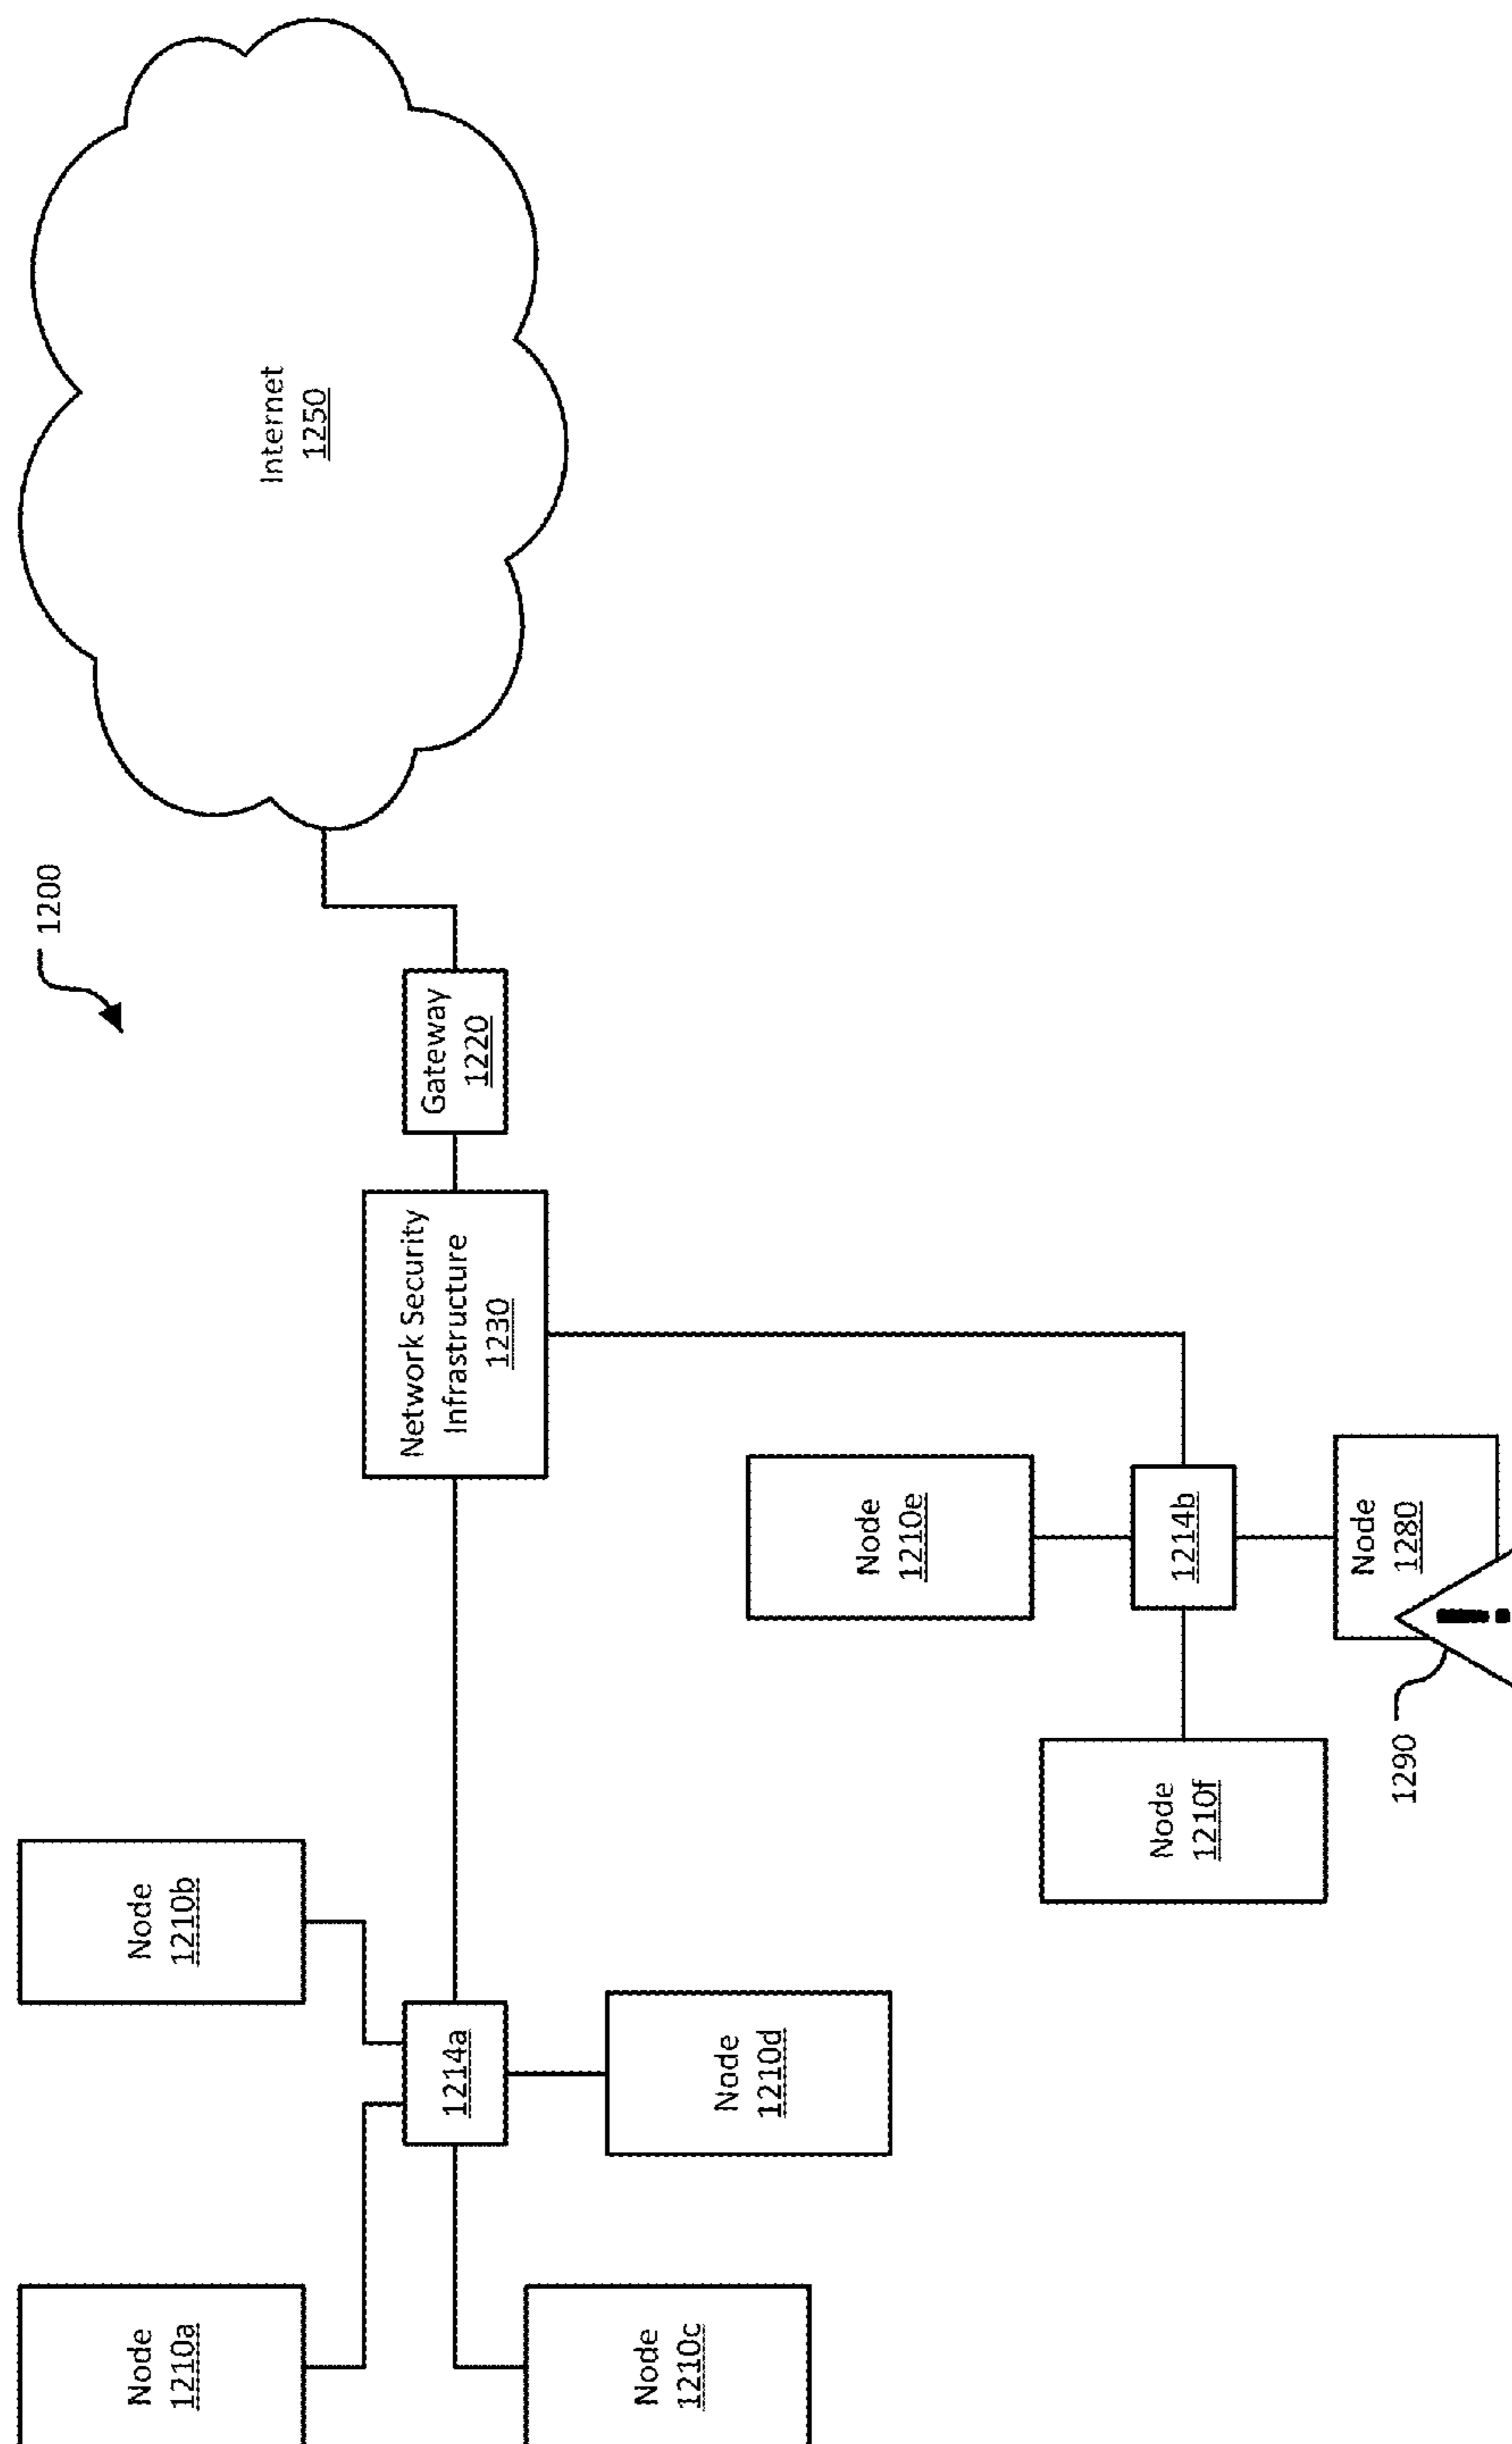 1200
Internet
1250
Gateway
1220
Network Security
Infrastructure
1230
Node
1210b
Node
1210a
1214a
Node
1210c
Node
1210d
Node
1210e
1214b
Node
1210f
Node
1280
!
1290